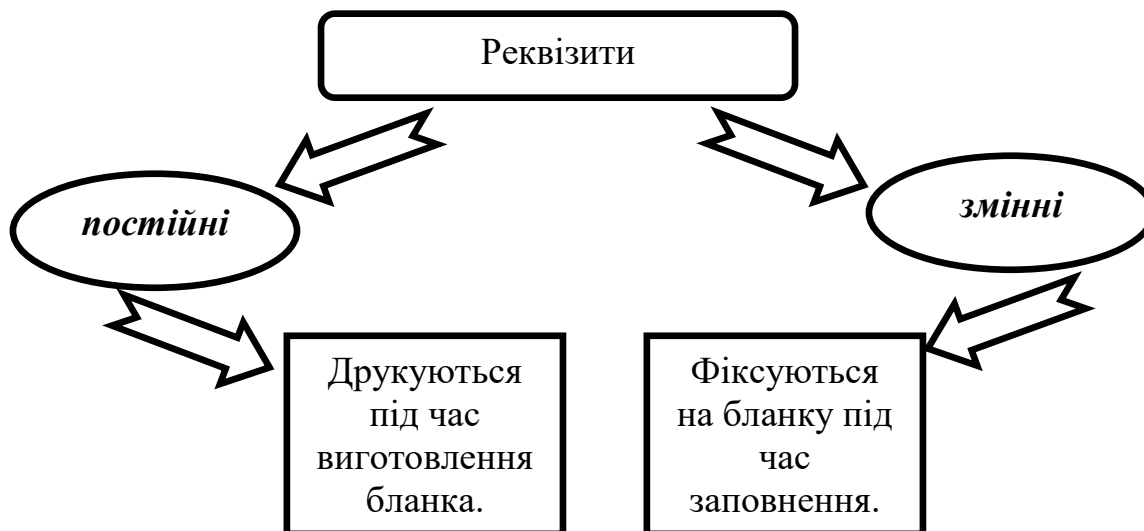 Реквізити
постійні
змінні
Друкуються
під час
виготовлення
бланка.
Фіксуються
на бланку під
час
заповнення.